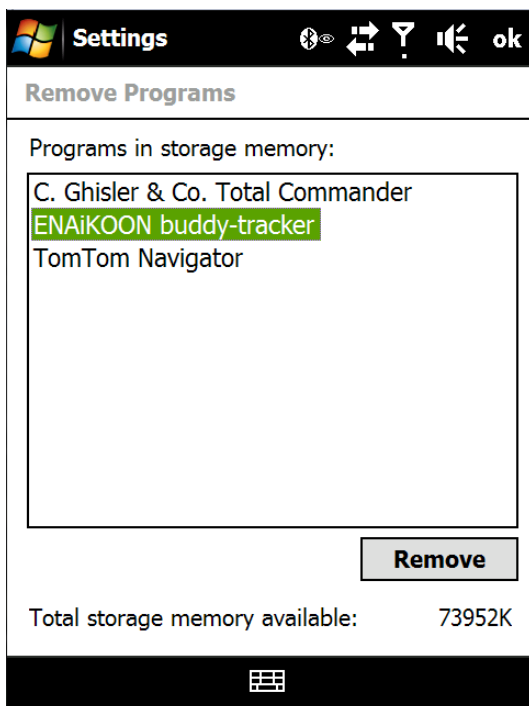 Settings
ok
Remove Programs
Programs in storage memory:
C. Ghisler & Co. Total Commander
ENAiKOON buddy-tracker
TomTom Navigator
Remove
Total storage memory available: 73952K